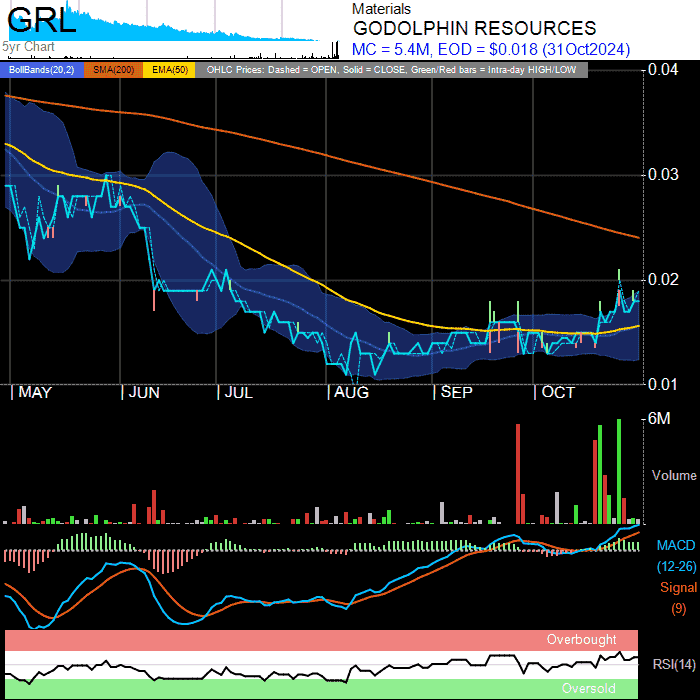 GRL
5yr Chart
Materials
GODOLPHIN RESOURCES
MC = 5.4M, EOD = $0.018 (31Oct2024)
BollBands(20,2) SMA(200) EMA(50) OHLC Prices: Dashed = OPEN, Solid = CLOSE, Green/Red bars = Intra-day HIGH/LOW
0.04
0.03
0.02
0.01
MAY JUN JUL AUG SEP OCT
6M
Volume
MACD
(12-26)
Signal
(9)
Overbought
RSI(14)
Oversold